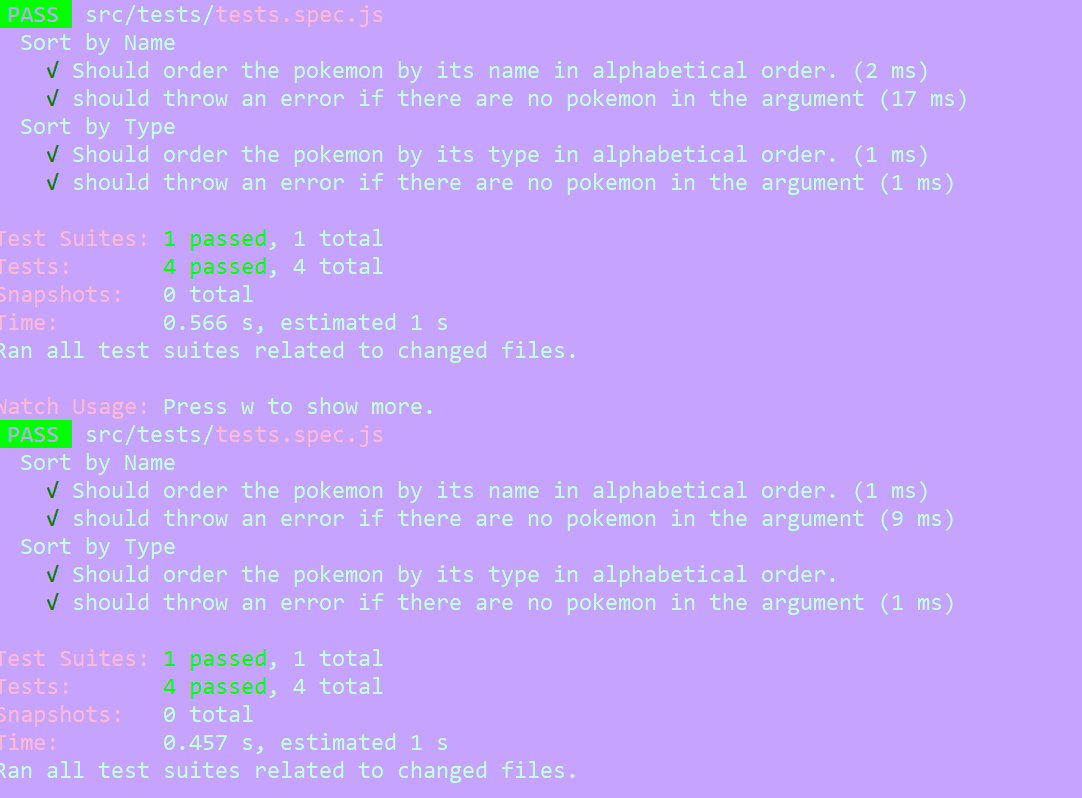 PASS src/tests/tests.spec.js
Sort by Name
√ Should order the pokemon by its name in alphabetical order. (2 ms)
√ should throw an error if there are no pokemon in the argument (17 ms)
Sort by Type
√ Should order the pokemon by its type in alphabetical order. (1 ms)
√ should throw an error if there are no pokemon in the argument (1 ms)
Test Suites: 1 passed, 1 total
Tests: 4 passed, 4 total
Snapshots: 0 total
Time: 0.566 s, estimated 1 s
Ran all test suites related to changed files.
Watch Usage: Press w to show more.
PASS src/tests/tests.spec.js
Sort by Name
√ Should order the pokemon by its name in alphabetical order. (1 ms)
√ should throw an error if there are no pokemon in the argument (9 ms)
Sort by Type
√ Should order the pokemon by its type in alphabetical order.
√ should throw an error if there are no pokemon in the argument (1 ms)
Test Suites: 1 passed, 1 total
Tests: 4 passed, 4 total
Snapshots: 0 total
Time: 0.457 s, estimated 1 s
Ran all test suites related to changed files.